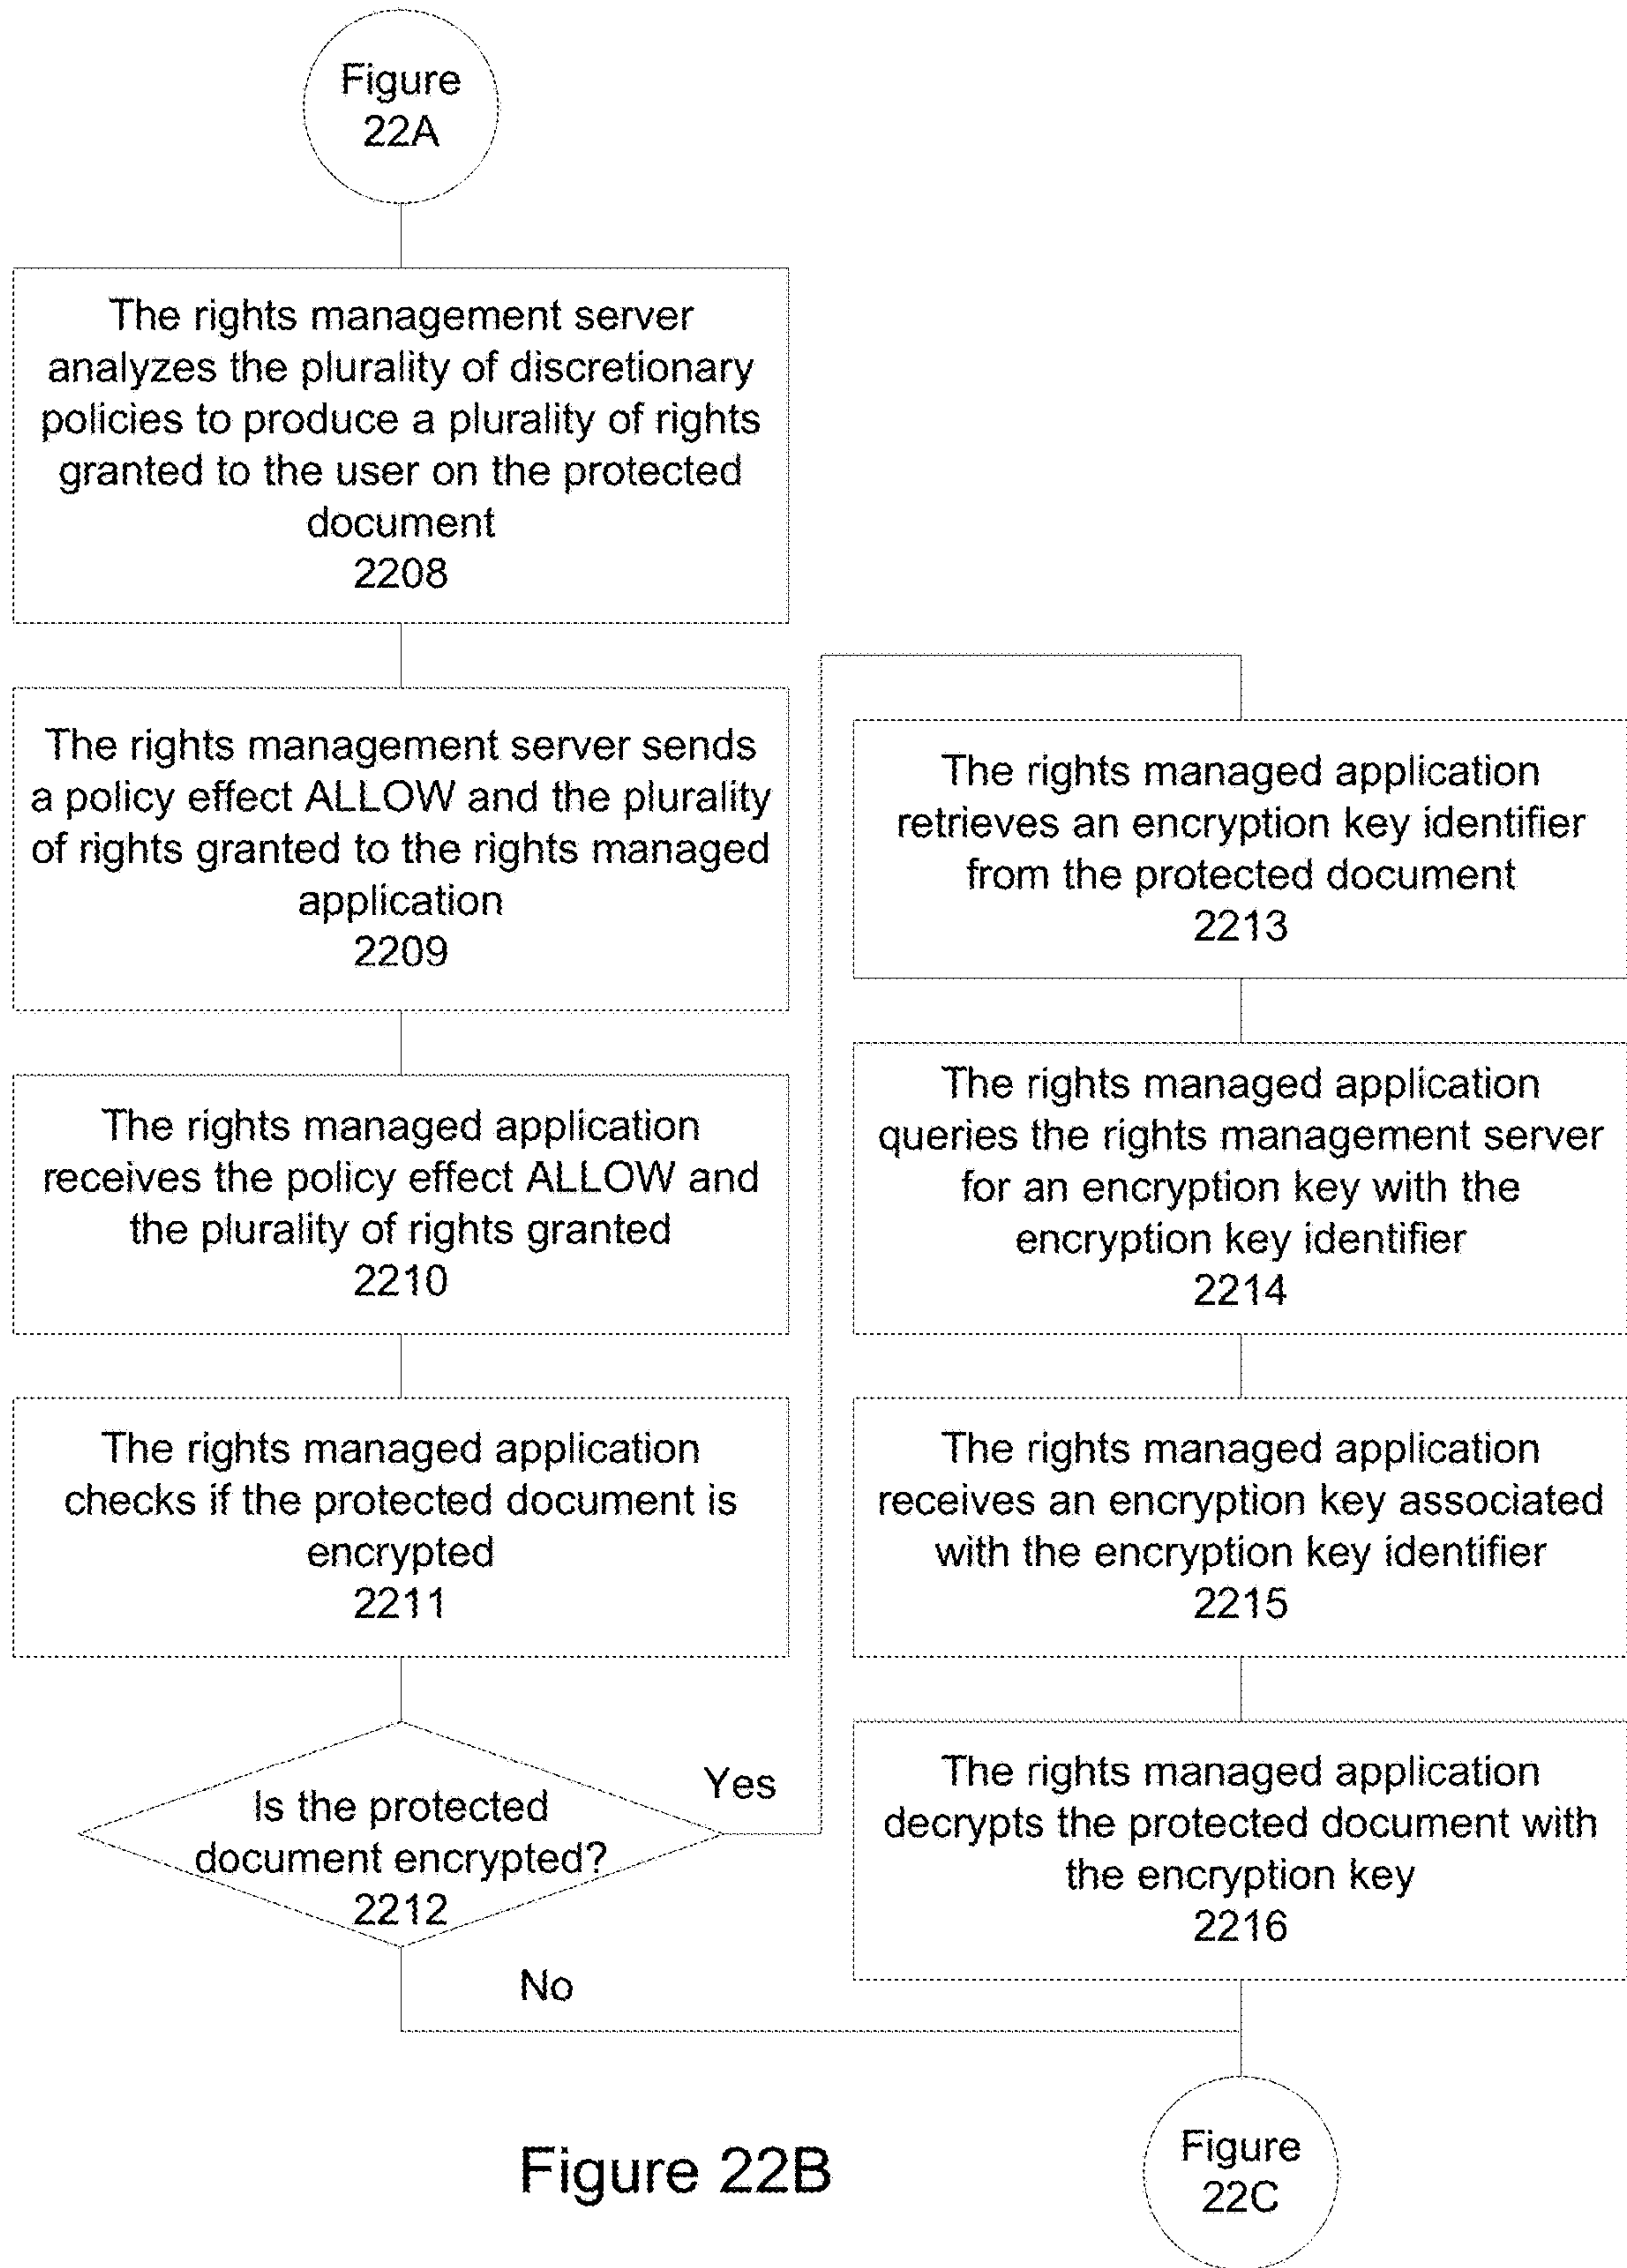 Figure
22A
The rights management server
analyzes the plurality of discretionary
policies to produce a plurality of rights
granted to the user on the protected
document
2208
The rights management server sends
a policy effect ALLOW and the plurality
of rights granted to the rights managed
application
2209
The rights managed application
receives the policy effect ALLOW and
the plurality of rights granted
2210
The rights managed application
checks if the protected document is
encrypted
2211
Is the protected
document encrypted?
2212
Yes
No
The rights managed application
retrieves an encryption key identifier
from the protected document
2213
The rights managed application
queries the rights management server
for an encryption key with the
encryption key identifier
2214
The rights managed application
receives an encryption key associated
with the encryption key identifier
2215
The rights managed application
decrypts the protected document with
the encryption key
2216
Figure
22C
Figure 22B